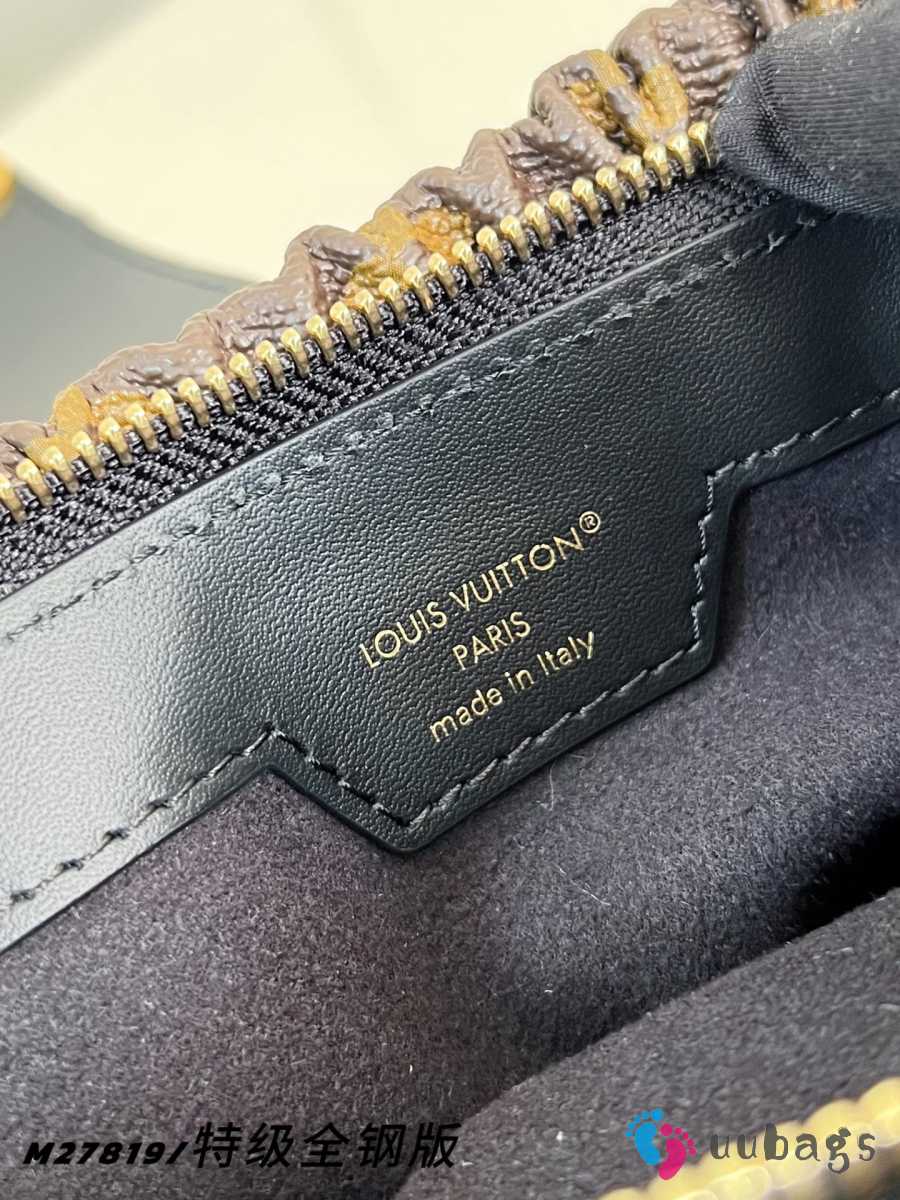 LOUIS VUITTON®
PARIS
made in Italy
M27819/特级全钢版
uubags